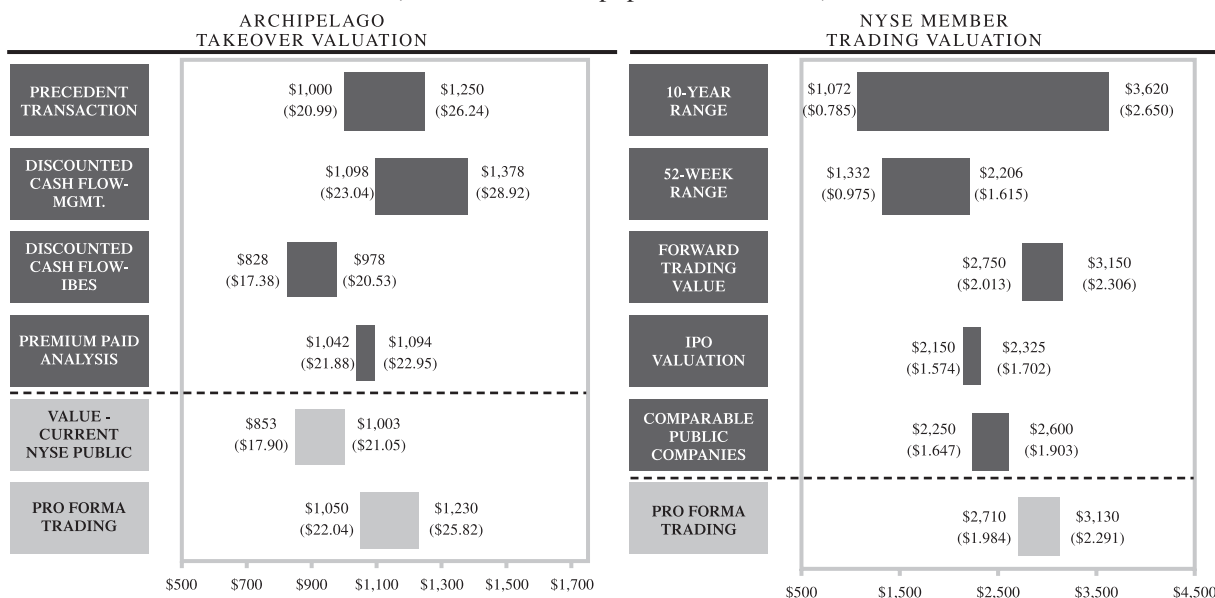 ARCHIPELAGO
TAKEOVER VALUATION
PRECEDENT
TRANSACTION
$1,000
($20.99)
$1,250
($26.24)
DISCOUNTED
CASH FLOW-
MGMT.
$1,098
($23.04)
$1,378
($28.92)
DISCOUNTED
CASH FLOW-
IBES
$828
($17.38)
$978
($20.53)
PREMIUM PAID
ANALYSIS
$1,042
($21.88)
$1,094
($22.95)
VALUE -
CURRENT
NYSE PUBLIC
$853
($17.90)
$1,003
($21.05)
PRO FORMA
TRADING
$1,050
($22.04)
$1,230
($25.82)
$500 $700 $900 $1,100 $1,300 $1,500 $1,700
NYSE MEMBER
TRADING VALUATION
10-YEAR
RANGE
$1,072
($0.785)
$3,620
($2.650)
52-WEEK
RANGE
$1,332
($0.975)
$2,206
($1.615)
FORWARD
TRADING
VALUE
$2,750
($2.013)
$3,150
($2.306)
IPO
VALUATION
$2,150
($1.574)
$2,325
($1.702)
COMPARABLE
PUBLIC
COMPANIES
$2,250
($1.647)
$2,600
($1.903)
PRO FORMA
TRADING
$2,710
($1.984)
$3,130
($2.291)
$500 $1,500 $2,500 $3,500 $4,500